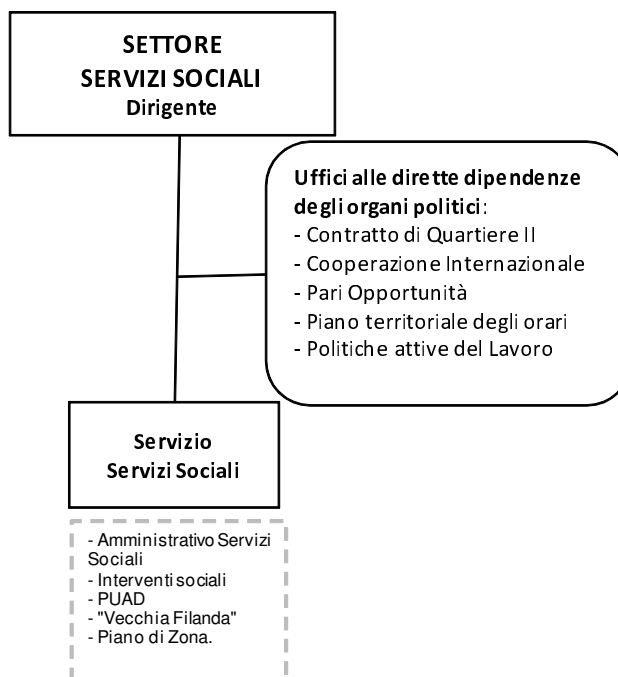 SETTORE
SERVIZI SOCIALI
Dirigente
Uffici alle dirette dipendenze
degli organi politici:
- Contratto di Quartiere II
- Cooperazione Internazionale
- Pari Opportunità
- Piano territoriale degli orari
- Politiche attive del Lavoro
Servizio
Servizi Sociali
- Amministrativo Servizi
Sociali
- Interventi sociali
- PUAD
- "Vecchia Filanda"
- Piano di Zona.